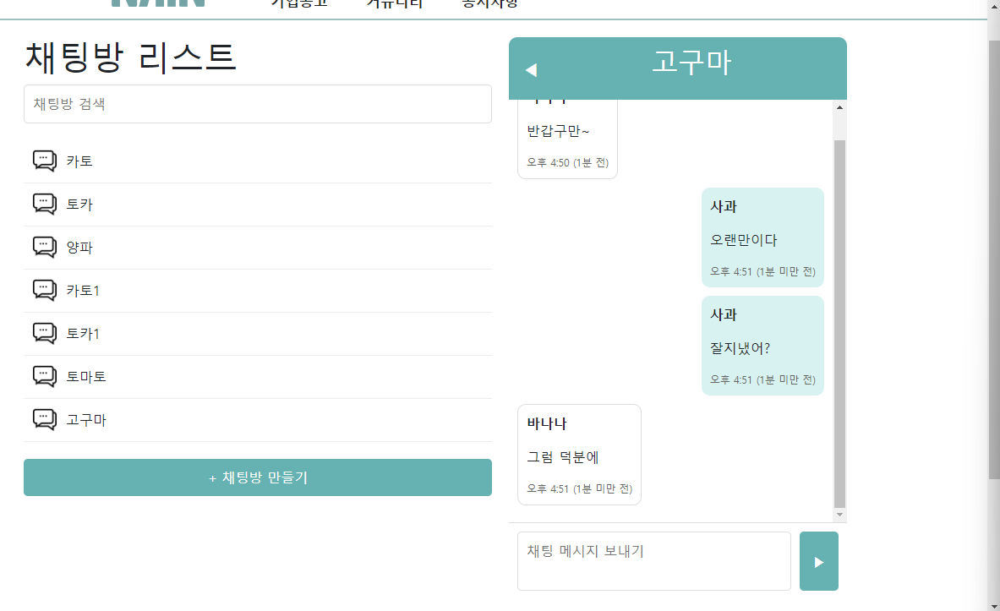 기업공고 커뮤니티 공지사항
채팅방 리스트
채팅방 검색
카토
토카
양파
카토1
토카1
토마토
고구마
+ 채팅방 만들기
고구마
반갑구만~
오후 4:50 (1분 전)
사과
오랜만이다
오후 4:51 (1분 미만 전)
사과
잘지냈어?
오후 4:51 (1분 미만 전)
바나나
그럼 덕분에
오후 4:51 (1분 미만 전)
채팅 메시지 보내기